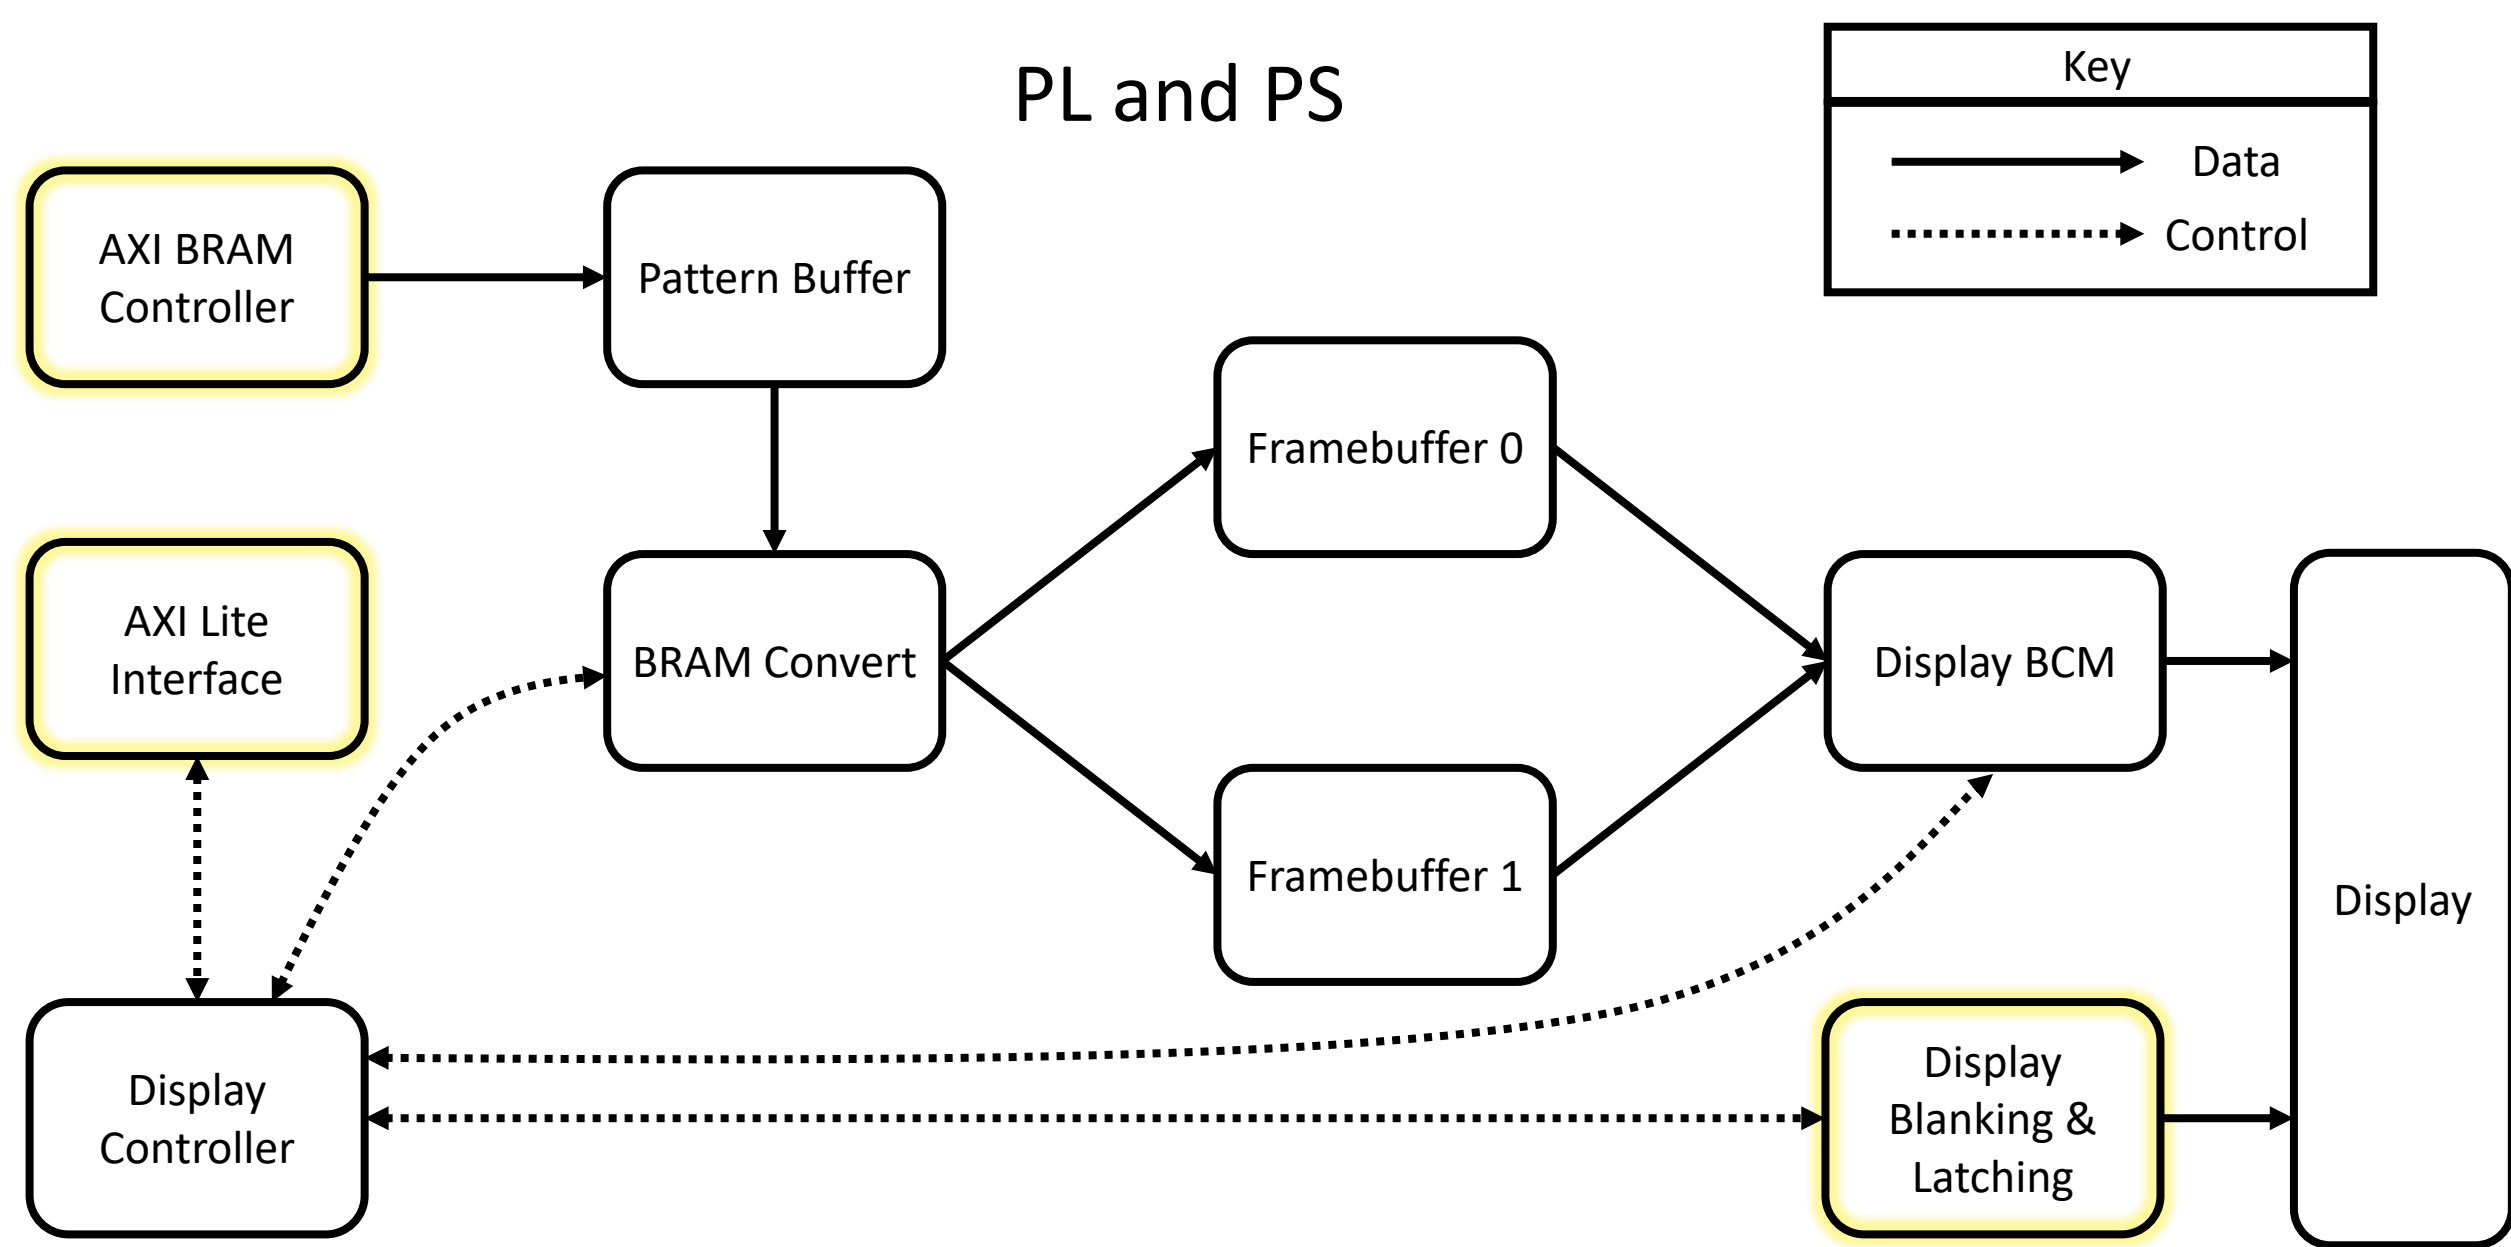 PL and PS
Key
Data
Control
AXI BRAM
Controller
Pattern Buffer
Framebuffer 0
AXI Lite
Interface
BRAM Convert
Display BCM
Framebuffer 1
Display
Display
Controller
Display
Blanking &
Latching